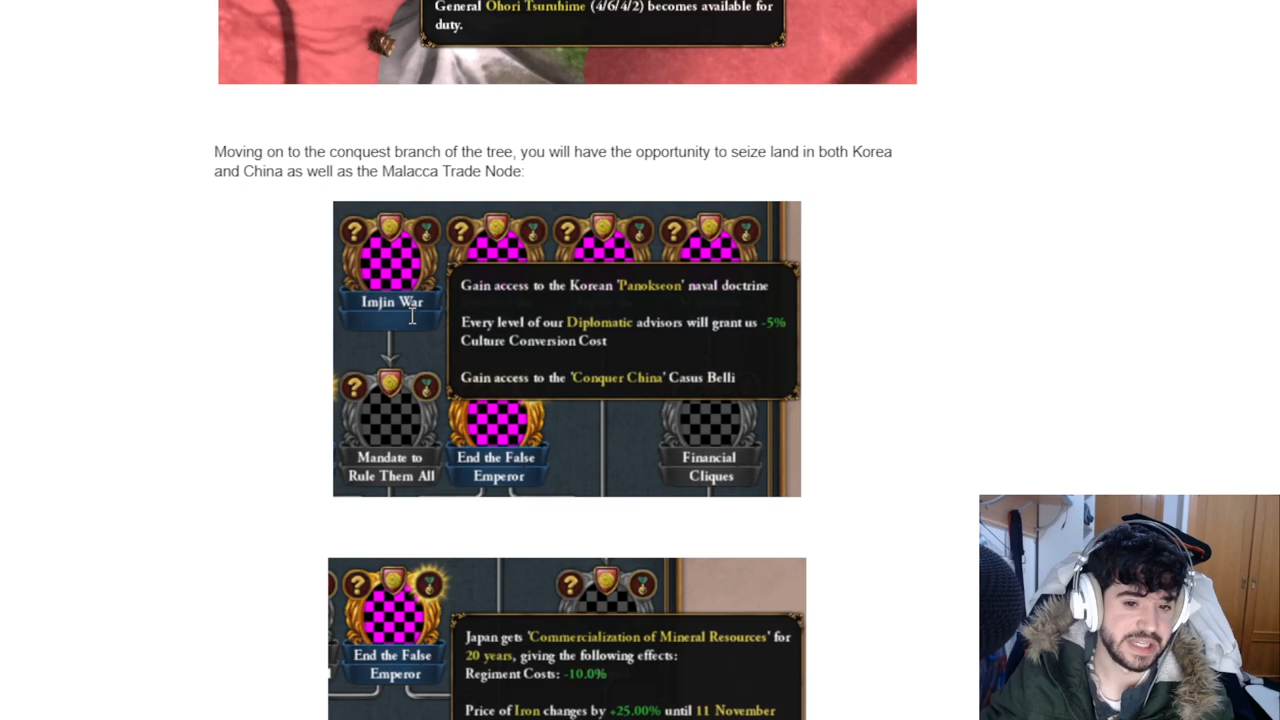 General Ohori Tsuruhime (4/6/4/2) becomes available for
duty.
Moving on to the conquest branch of the tree, you will have the opportunity to seize land in both Korea
and China as well as the Malacca Trade Node:
Imjin War
Gain access to the Korean 'Panokseon' naval doctrine
Every level of our Diplomatic advisors will grant us -5%
Culture Conversion Cost
Gain access to the 'Conquer China' Casus Belli
Mandate to
Rule Them All
End the False
Emperor
Financial
Cliques
End the False
Emperor
Japan gets 'Commercialization of Mineral Resources' for
20 years, giving the following effects:
Regiment Costs: -10.0%
Price of Iron changes by +25.00% until 11 November